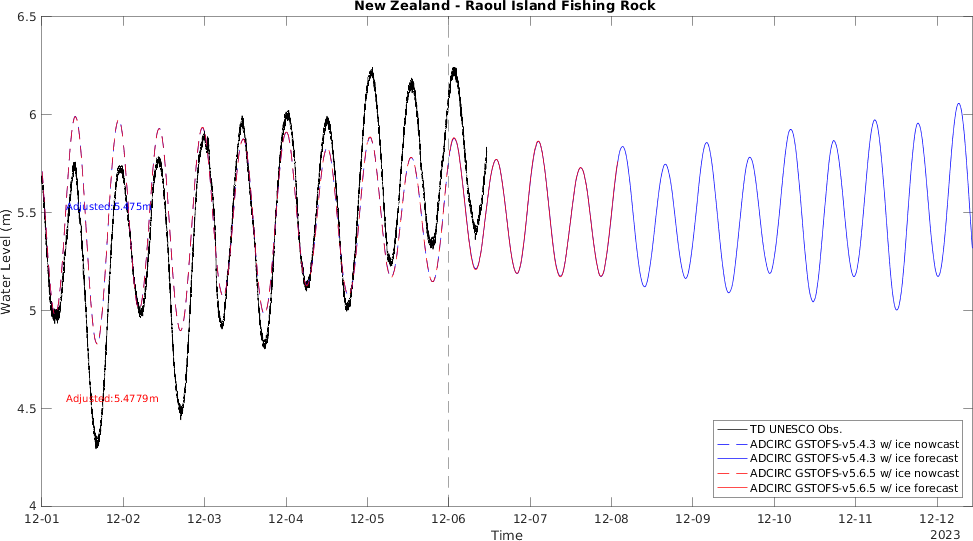 New Zealand - Raoul Island Fishing Rock
6.5
6
5.5
5
4.5
4
Water Level (m)
Adjusted:5.475m
Adjusted:5.4779m
TD UNESCO Obs.
ADCIRC GSTOFS-v5.4.3 w/ ice nowcast
ADCIRC GSTOFS-v5.4.3 w/ ice forecast
ADCIRC GSTOFS-v5.6.5 w/ ice nowcast
ADCIRC GSTOFS-v5.6.5 w/ ice forecast
12-01 12-02 12-03 12-04 12-05 12-06 12-07 12-08 12-09 12-10 12-11 12-12
Time
2023